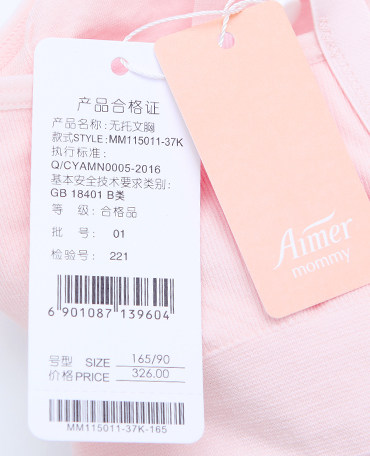 产品合格证
产品名称:无托文胸
款式STYLE:MM115011-37K
执行标准:
Q/CYAMN0005-2016
基本安全技术要求类别:
GB 18401 B类
等 级:合格品
批 号: 01
检验号: 221
6 901087 139604
号型 SIZE 165/90
价格PRICE 326.00
MM115011-37K-165
Aimer
mommy